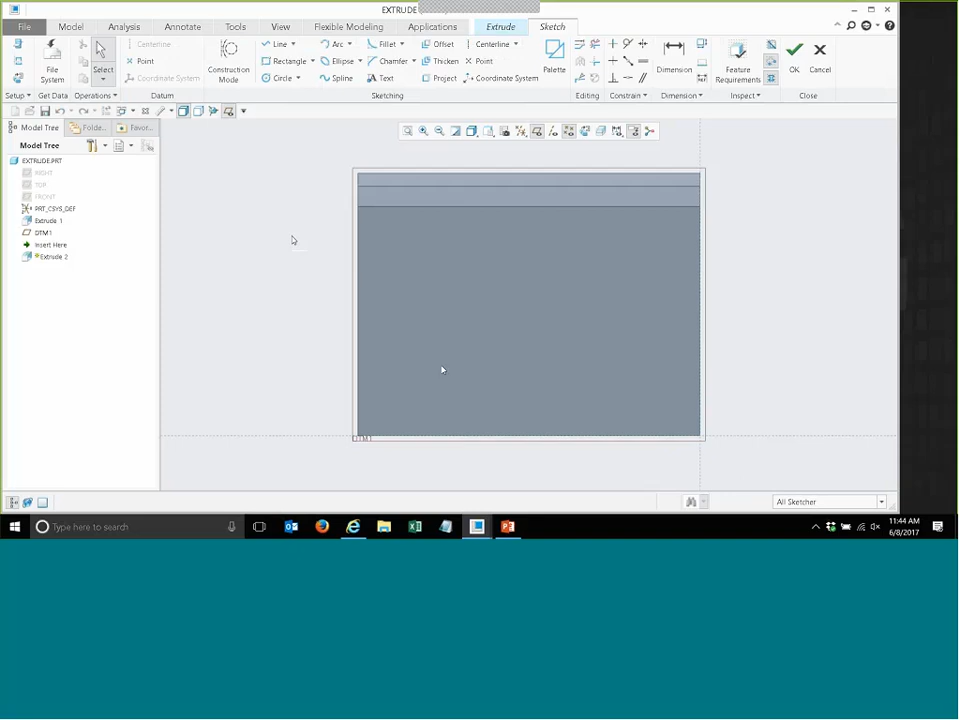 EXTRUDE
File Model Analysis Annotate Tools View Flexible Modeling Applications Extrude Sketch
Centerline Line Arc Fillet Offset Centerline
Point Rectangle Ellipse Chamfer Thicken Point
Coordinate System Circle Spline Text Project Coordinate System
File System Select Construction Mode Palette Dimension Feature Requirements OK Cancel
Setup Get Data Operations Datum Sketching Editing Constrain Dimension Inspect Close
Model Tree Folde... Favor...
Model Tree
EXTRUDE.PRT
RIGHT
TOP
FRONT
PRT_CSYS_DEF
Extrude 1
DTM1
Insert Here
Extrude 2
DTM1
All Sketcher
Type here to search
11:44 AM
6/8/2017